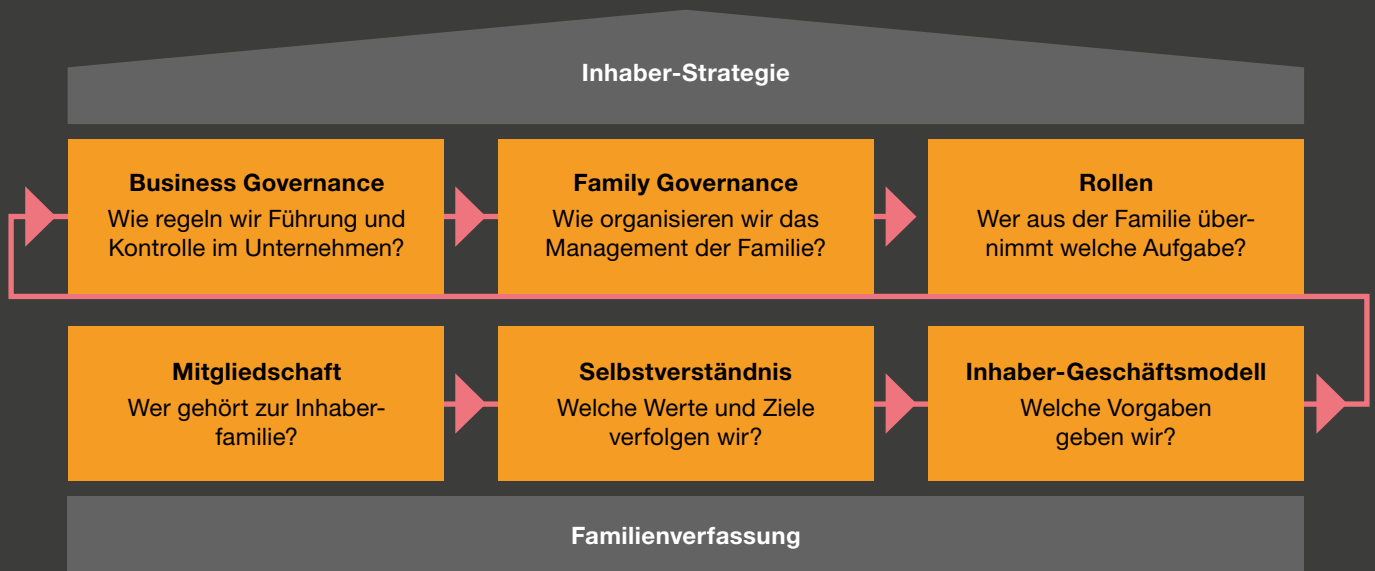 Inhaber-Strategie
Business Governance
Wie regeln wir Führung und
Kontrolle im Unternehmen?
Family Governance
Wie organisieren wir das
Management der Familie?
Rollen
Wer aus der Familie über-
nimmt welche Aufgabe?
Mitgliedschaft
Wer gehört zur Inhaber-
familie?
Selbstverständnis
Welche Werte und Ziele
verfolgen wir?
Inhaber-Geschäftsmodell
Welche Vorgaben
geben wir?
Familienverfassung